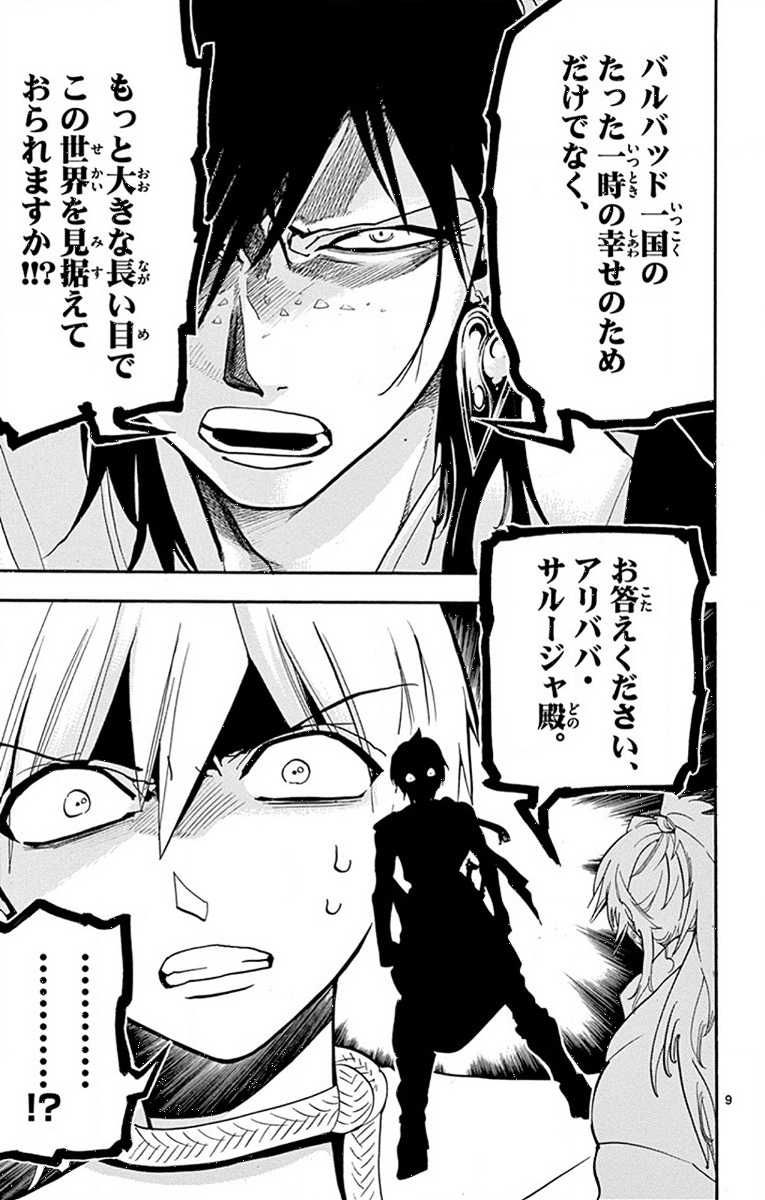 バルバッド一国の
たった一時の幸せのため
だけでなく、
もっと大きな長い目で
この世界を見据えて
おられますか!!?
お答えください、
アリババ・
サルージャ殿。
…………
…………
!?
9